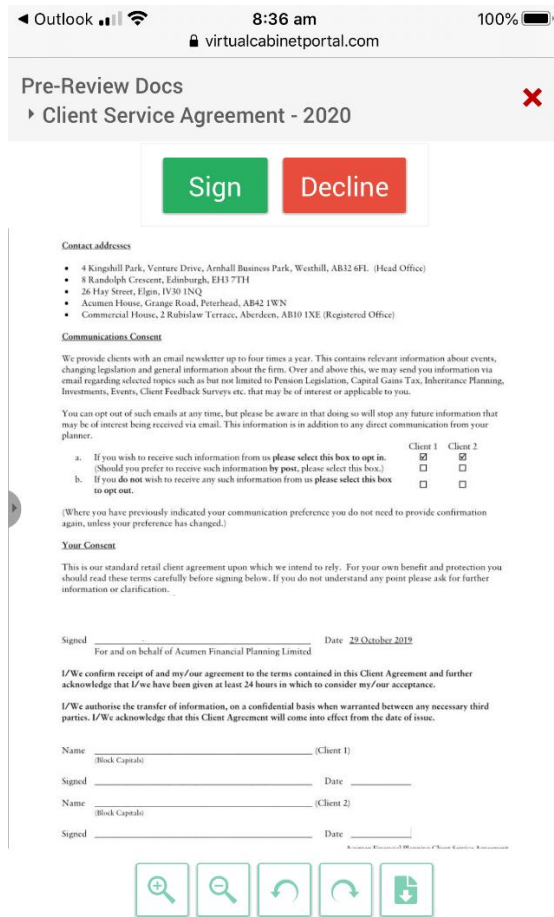 Outlook
8:36 am
100%
virtualcabinetportal.com
Pre-Review Docs
Client Service Agreement - 2020
Sign
Decline
Contact addresses
• 4 Kingshill Park, Venture Drive, Arnhall Business Park, Westhill, AB32 6FL (Head Office)
• 8 Randolph Crescent, Edinburgh, EH3 7TH
• 26 Hay Street, Elgin, IV30 1NQ
• Acumen House, Grange Road, Peterhead, AB42 1WN
• Commercial House, 2 Rubislaw Terrace, Aberdeen, AB10 1XE (Registered Office)
Communications Consent
We provide clients with an email newsletter up to four times a year. This contains relevant information about events,
changing legislation and general information about the firm. Over and above this, we may send you information via
email regarding selected topics such as but not limited to Pension Legislation, Capital Gains Tax, Inheritance Planning,
Investments, Events, Client Feedback Surveys etc. that may be of interest or applicable to you.
You can opt out of such emails at any time, but please be aware that in doing so will stop any future information that
may be of interest being received via email. This information is in addition to any direct communication from your
planner.
Client 1 Client 2
a. If you wish to receive such information from us please select this box to opt in. ☑ ☑
(Should you prefer to receive such information by post, please select this box.) ☐ ☐
b. If you do not wish to receive any such information from us please select this box ☐ ☐
to opt out.
(Where you have previously indicated your communication preference you do not need to provide confirmation
again, unless your preference has changed.)
Your Consent
This is our standard retail client agreement upon which we intend to rely. For your own benefit and protection you
should read these terms carefully before signing below. If you do not understand any point please ask for further
information or clarification.
Signed Date 29 October 2019
For and on behalf of Acumen Financial Planning Limited
I/We confirm receipt of and my/our agreement to the terms contained in this Client Agreement and further
acknowledge that I/we have been given at least 24 hours in which to consider my/our acceptance.
I/We authorise the transfer of information, on a confidential basis when warranted between any necessary third
parties. I/We acknowledge that this Client Agreement will come into effect from the date of issue.
Name (Client 1)
(Block Capitals)
Signed Date
Name (Client 2)
(Block Capitals)
Signed Date
Acumen Financial Planning Client Service Agreement